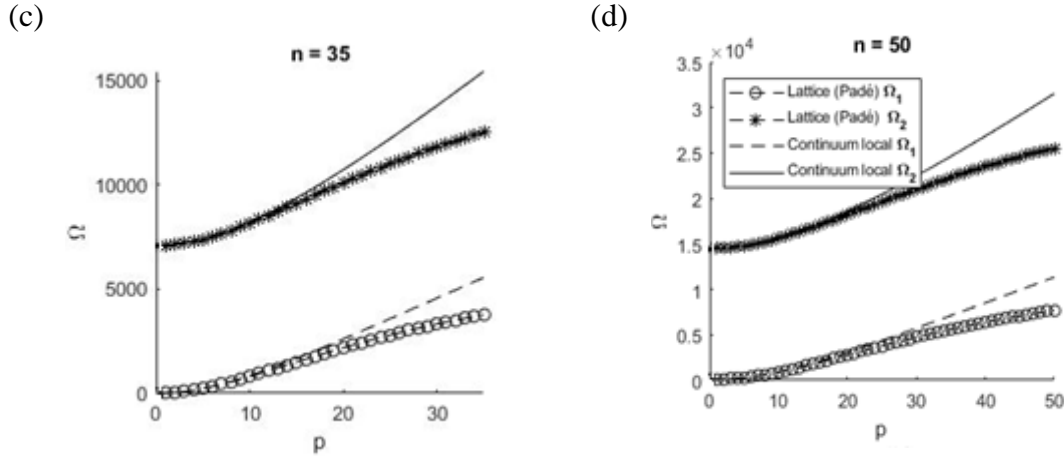 (c)
n = 35
15000
10000
5000
0
Ω
0 10 20 30
p
(d)
×10⁴
n = 50
3.5
3
2.5
2
1.5
1
0.5
0
Ω
0 10 20 30 40 50
p
Lattice (Padé) Ω₁
Lattice (Padé) Ω₂
Continuum local Ω₁
Continuum local Ω₂